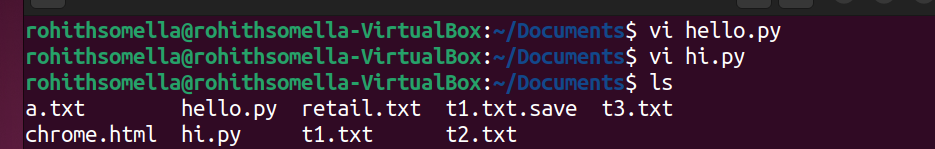 rohithsomella@rohithsomella-VirtualBox:~/Documents$ vi hello.py
rohithsomella@rohithsomella-VirtualBox:~/Documents$ vi hi.py
rohithsomella@rohithsomella-VirtualBox:~/Documents$ ls
a.txt hello.py retail.txt t1.txt.save t3.txt
chrome.html hi.py t1.txt t2.txt